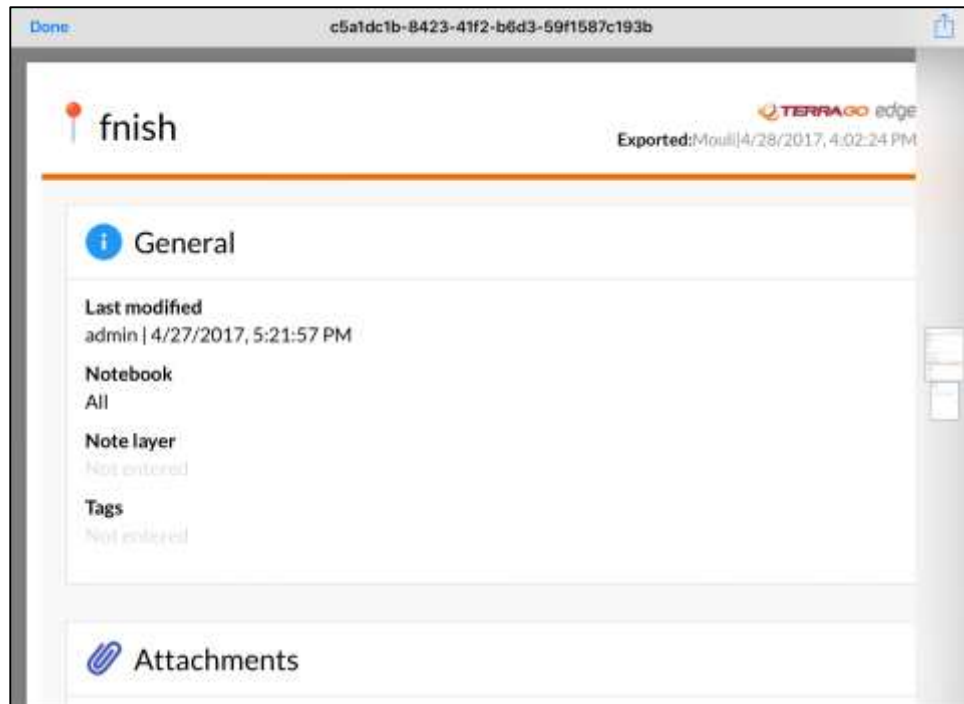 Done
c5a1dc1b-8423-41f2-b6d3-59f1587c193b
fnish
TERRAGO edge
Exported:Mouli|4/28/2017, 4:02:24 PM
General
Last modified
admin | 4/27/2017, 5:21:57 PM
Notebook
All
Note layer
Not entered
Tags
Not entered
Attachments